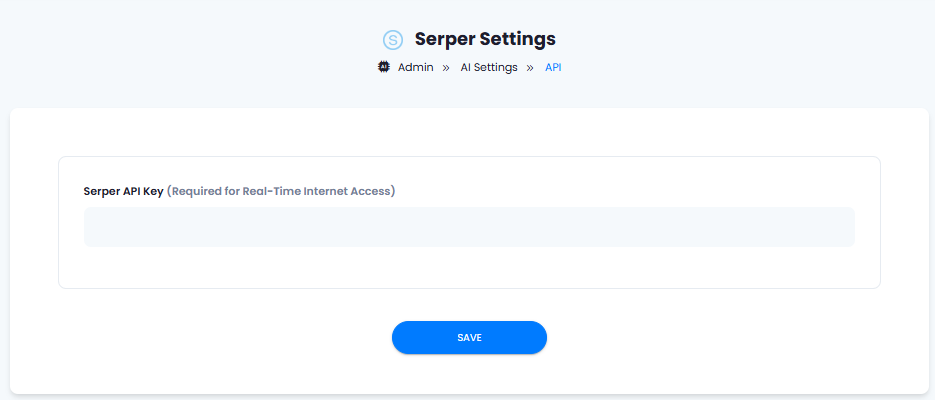 Serper Settings
Admin » AI Settings » API
Serper API Key (Required for Real-Time Internet Access)
SAVE